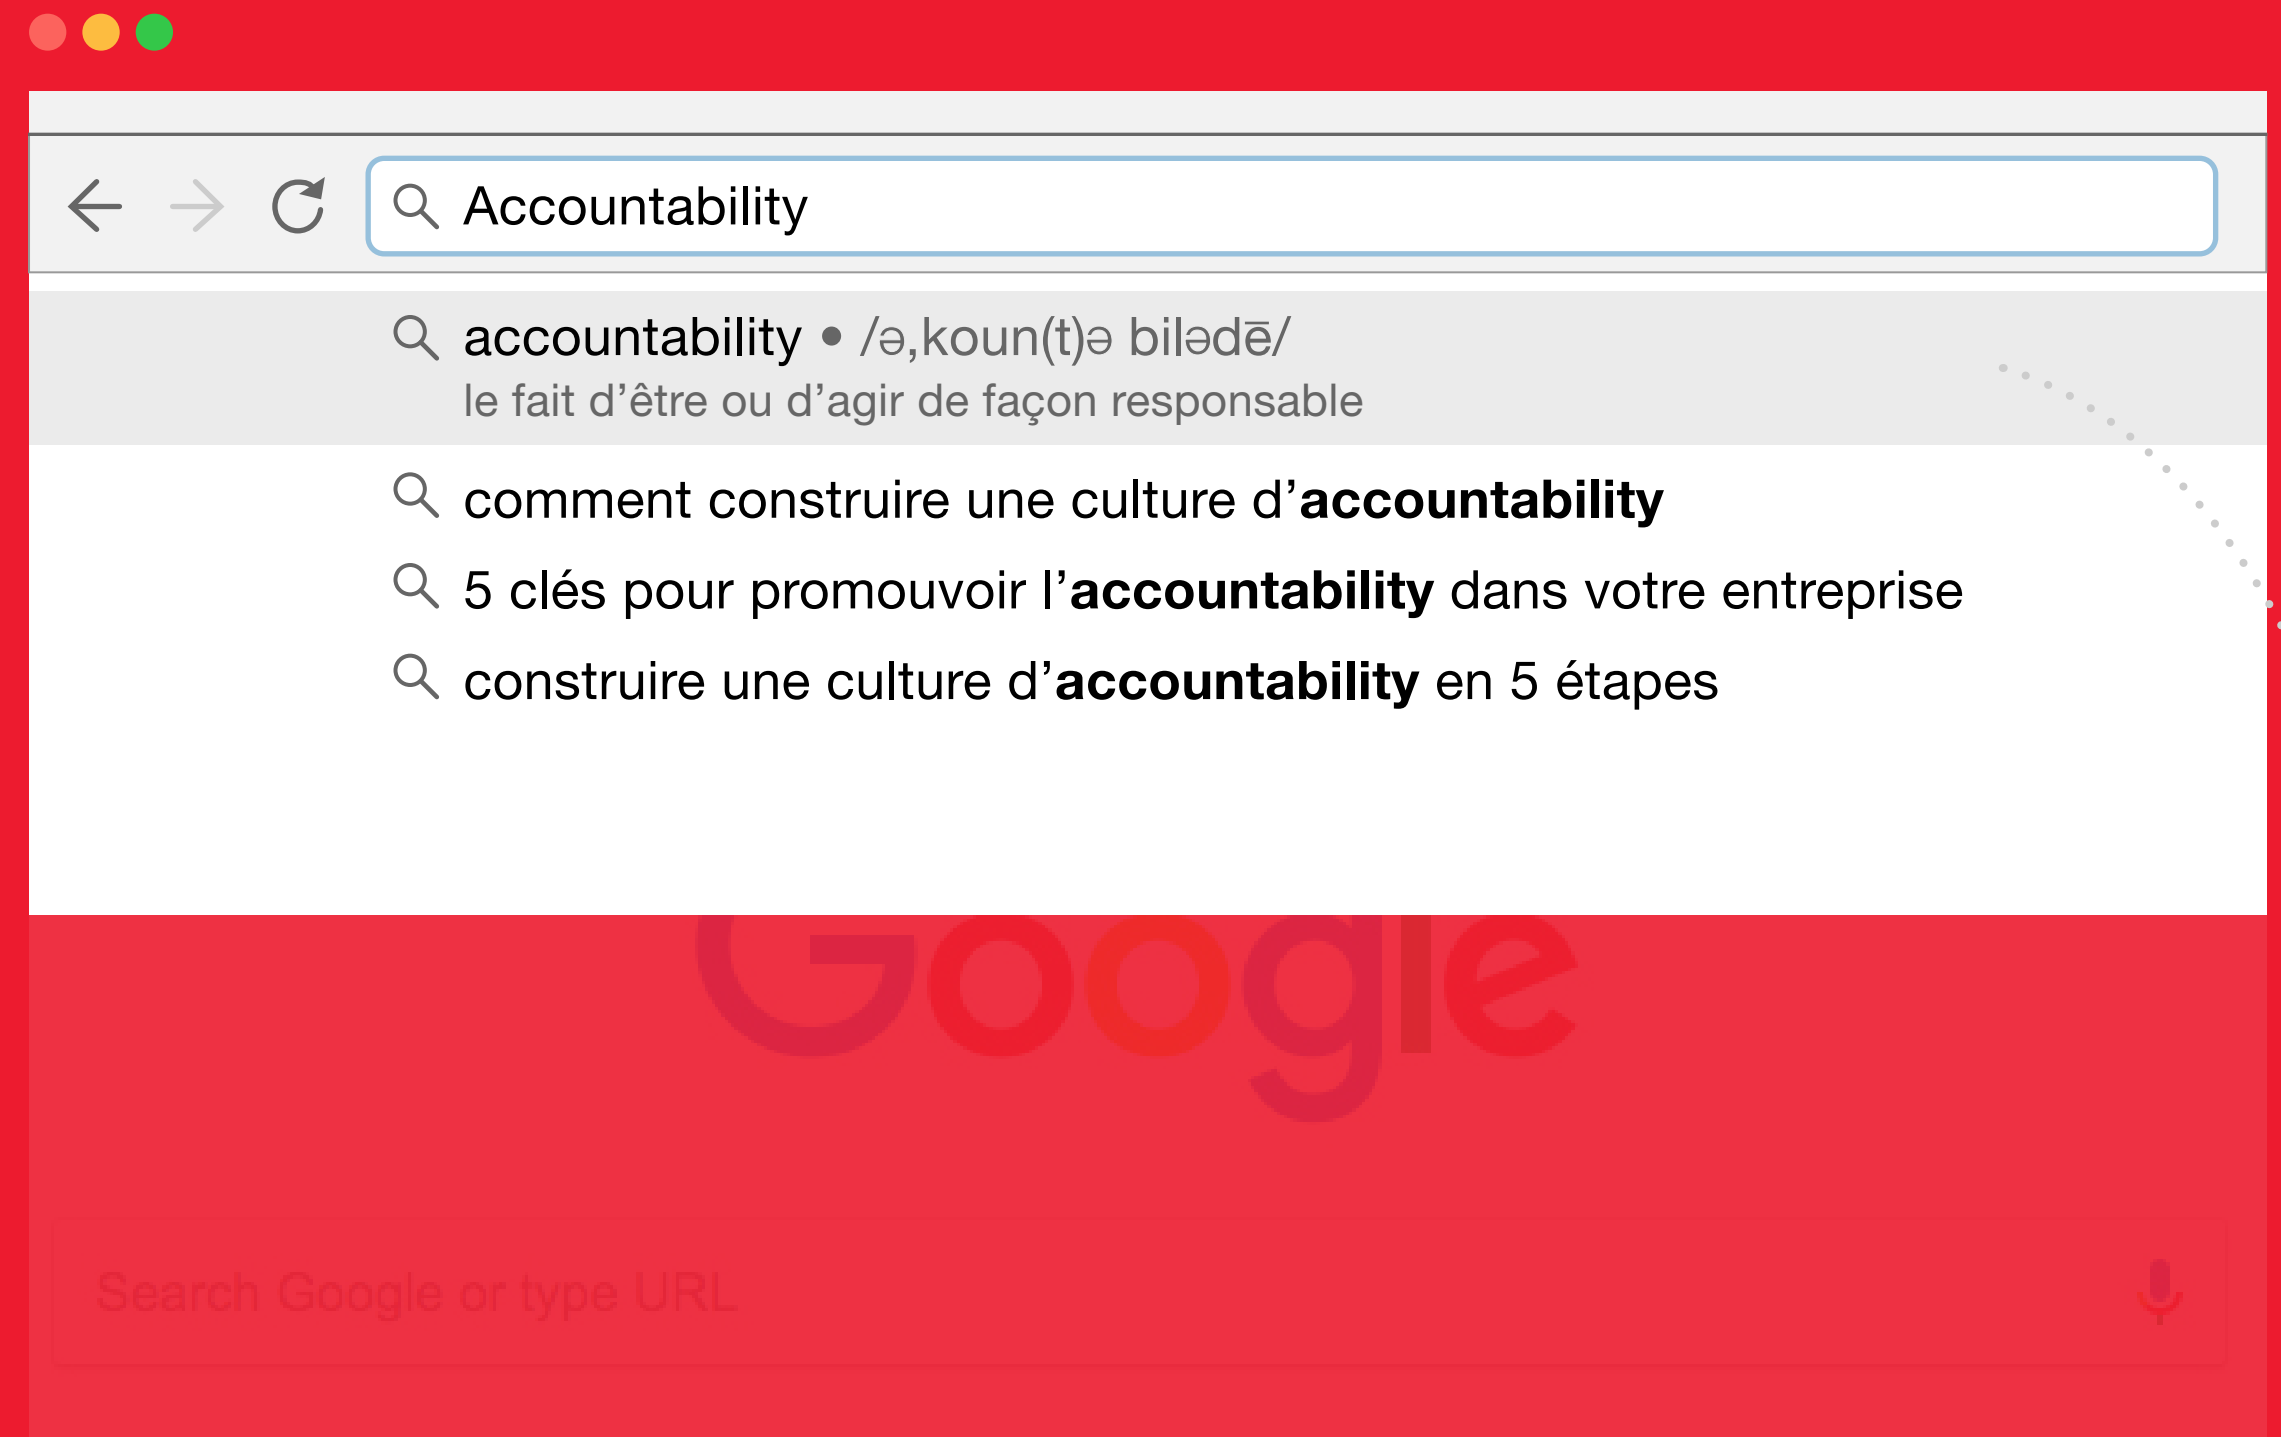 Accountability
accountability • /ə,koun(t)ə bilədē/
le fait d’être ou d’agir de façon responsable
comment construire une culture d’accountability
5 clés pour promouvoir l’accountability dans votre entreprise
construire une culture d’accountability en 5 étapes
Google
Search Google or type URL